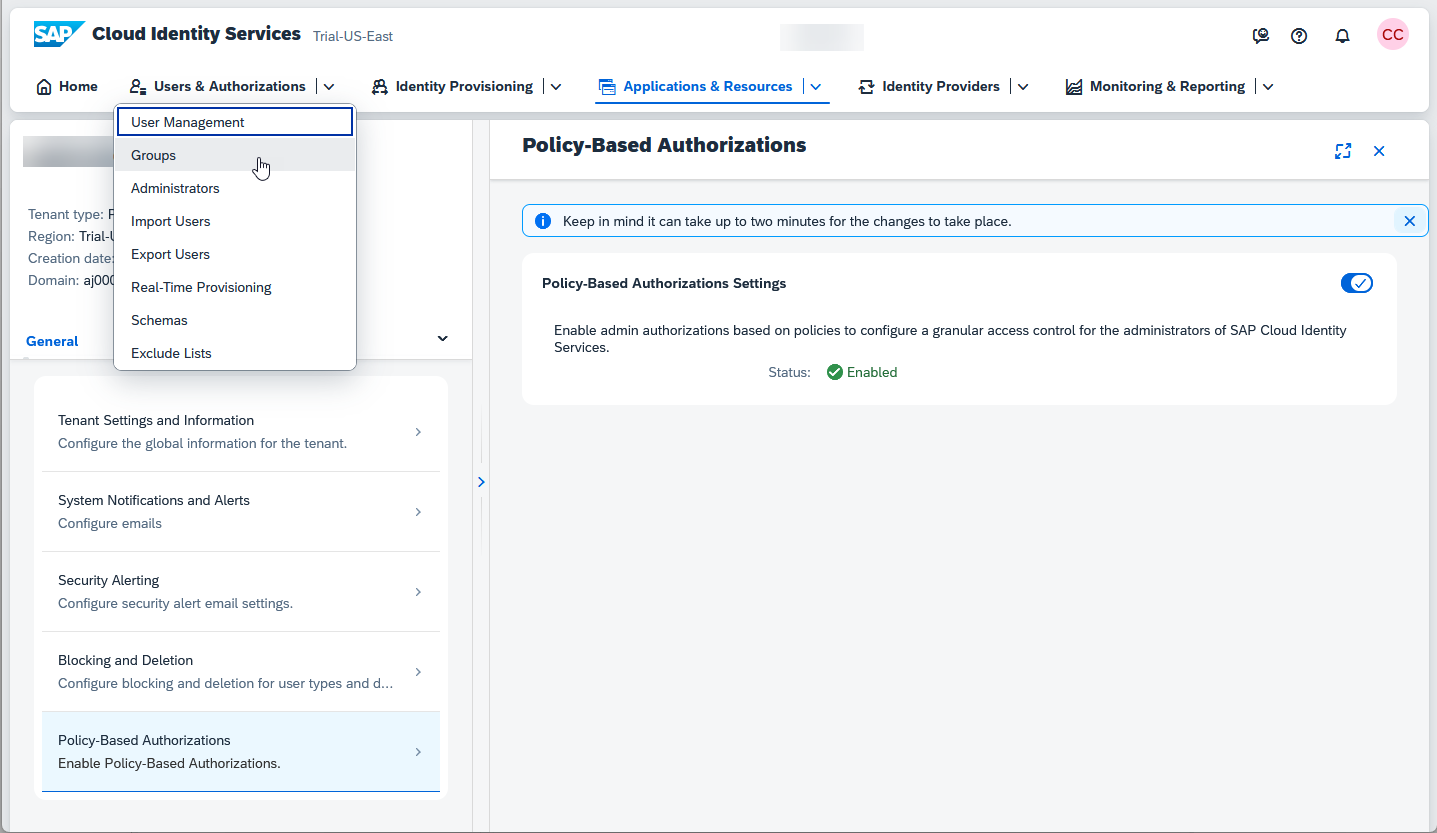 SAP Cloud Identity Services Trial-US-East
CC
Home Users & Authorizations Identity Provisioning Applications & Resources Identity Providers Monitoring & Reporting
User Management
Groups
Administrators
Import Users
Export Users
Real-Time Provisioning
Schemas
Exclude Lists
Tenant type:
Region: Trial-U
Creation date:
Domain: aj000
General
Tenant Settings and Information
Configure the global information for the tenant.
System Notifications and Alerts
Configure emails
Security Alerting
Configure security alert email settings.
Blocking and Deletion
Configure blocking and deletion for user types and d...
Policy-Based Authorizations
Enable Policy-Based Authorizations.
Policy-Based Authorizations
Keep in mind it can take up to two minutes for the changes to take place.
Policy-Based Authorizations Settings
Enable admin authorizations based on policies to configure a granular access control for the administrators of SAP Cloud Identity
Services.
Status: Enabled